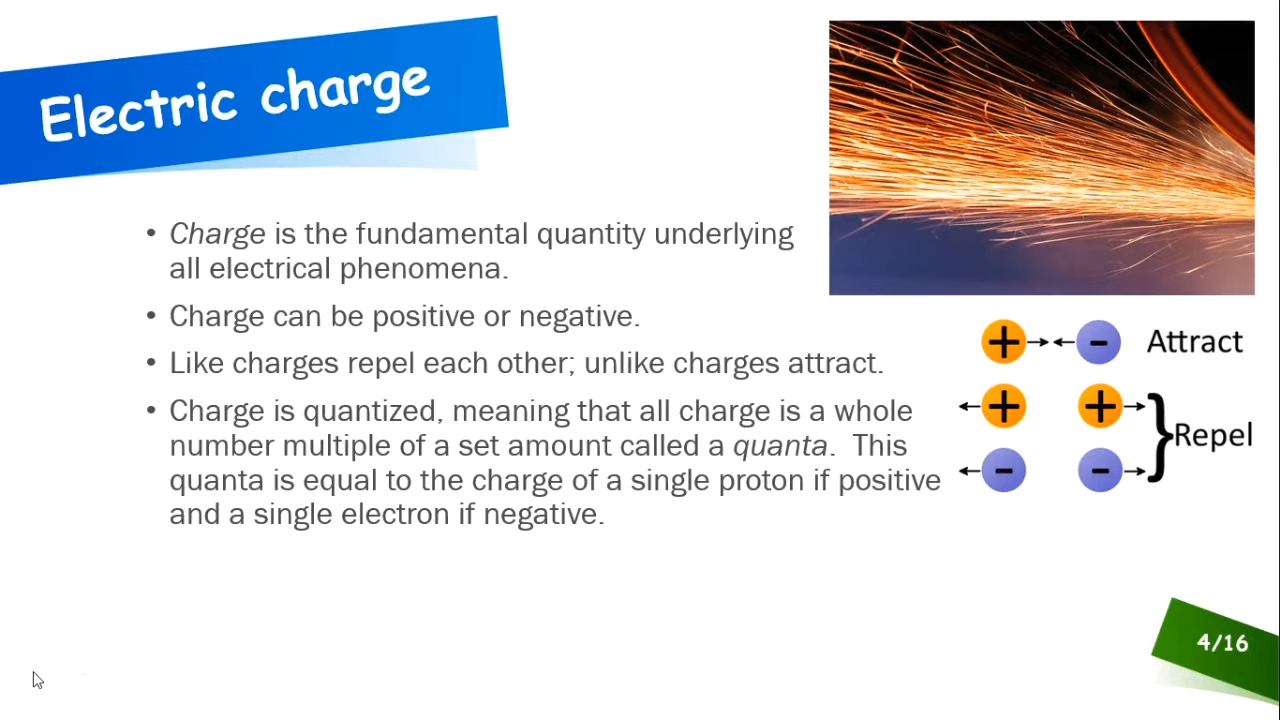 Electric charge
• Charge is the fundamental quantity underlying
all electrical phenomena.
• Charge can be positive or negative.
• Like charges repel each other; unlike charges attract.
• Charge is quantized, meaning that all charge is a whole
number multiple of a set amount called a quanta.  This
quanta is equal to the charge of a single proton if positive
and a single electron if negative.
+ - Attract
+ +
} Repel
- -
4/16